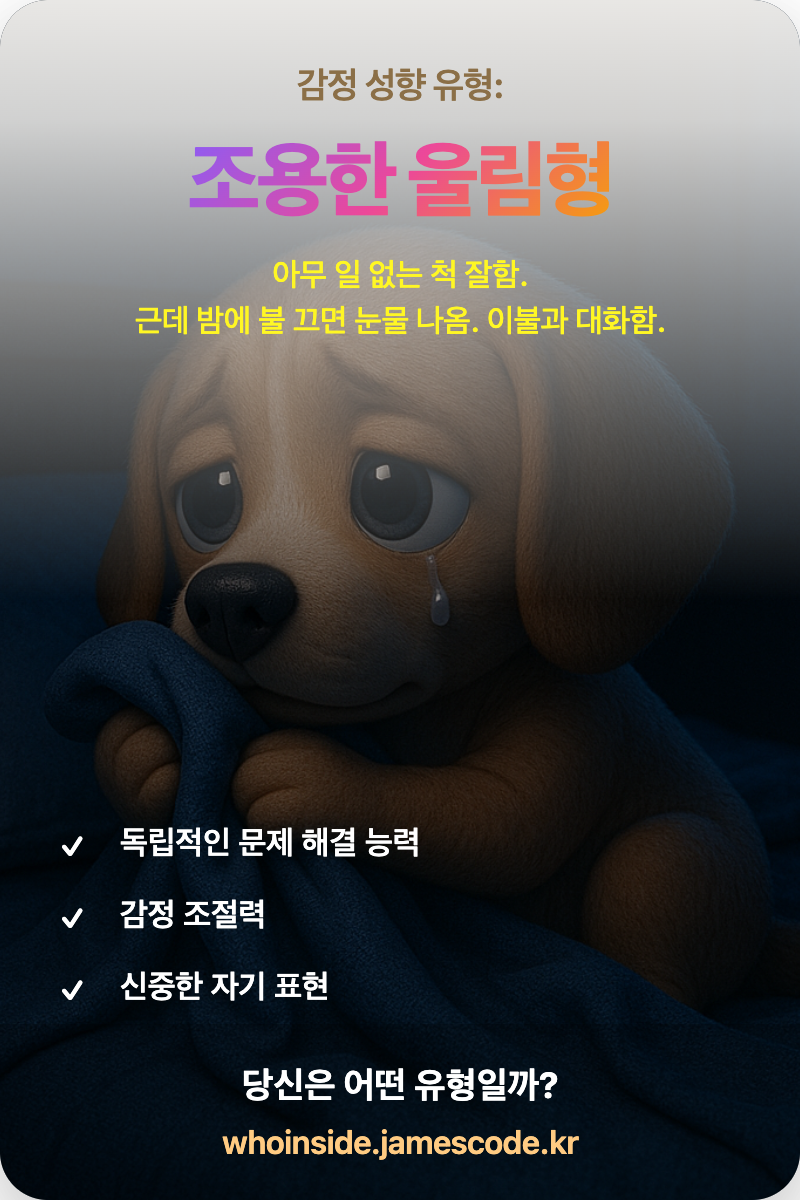 감정 성향 유형:
조용한 울림형
아무 일 없는 척 잘함.
근데 밤에 불 끄면 눈물 나옴. 이불과 대화함.
독립적인 문제 해결 능력
감정 조절력
신중한 자기 표현
당신은 어떤 유형일까?
whoinside.jamescode.kr